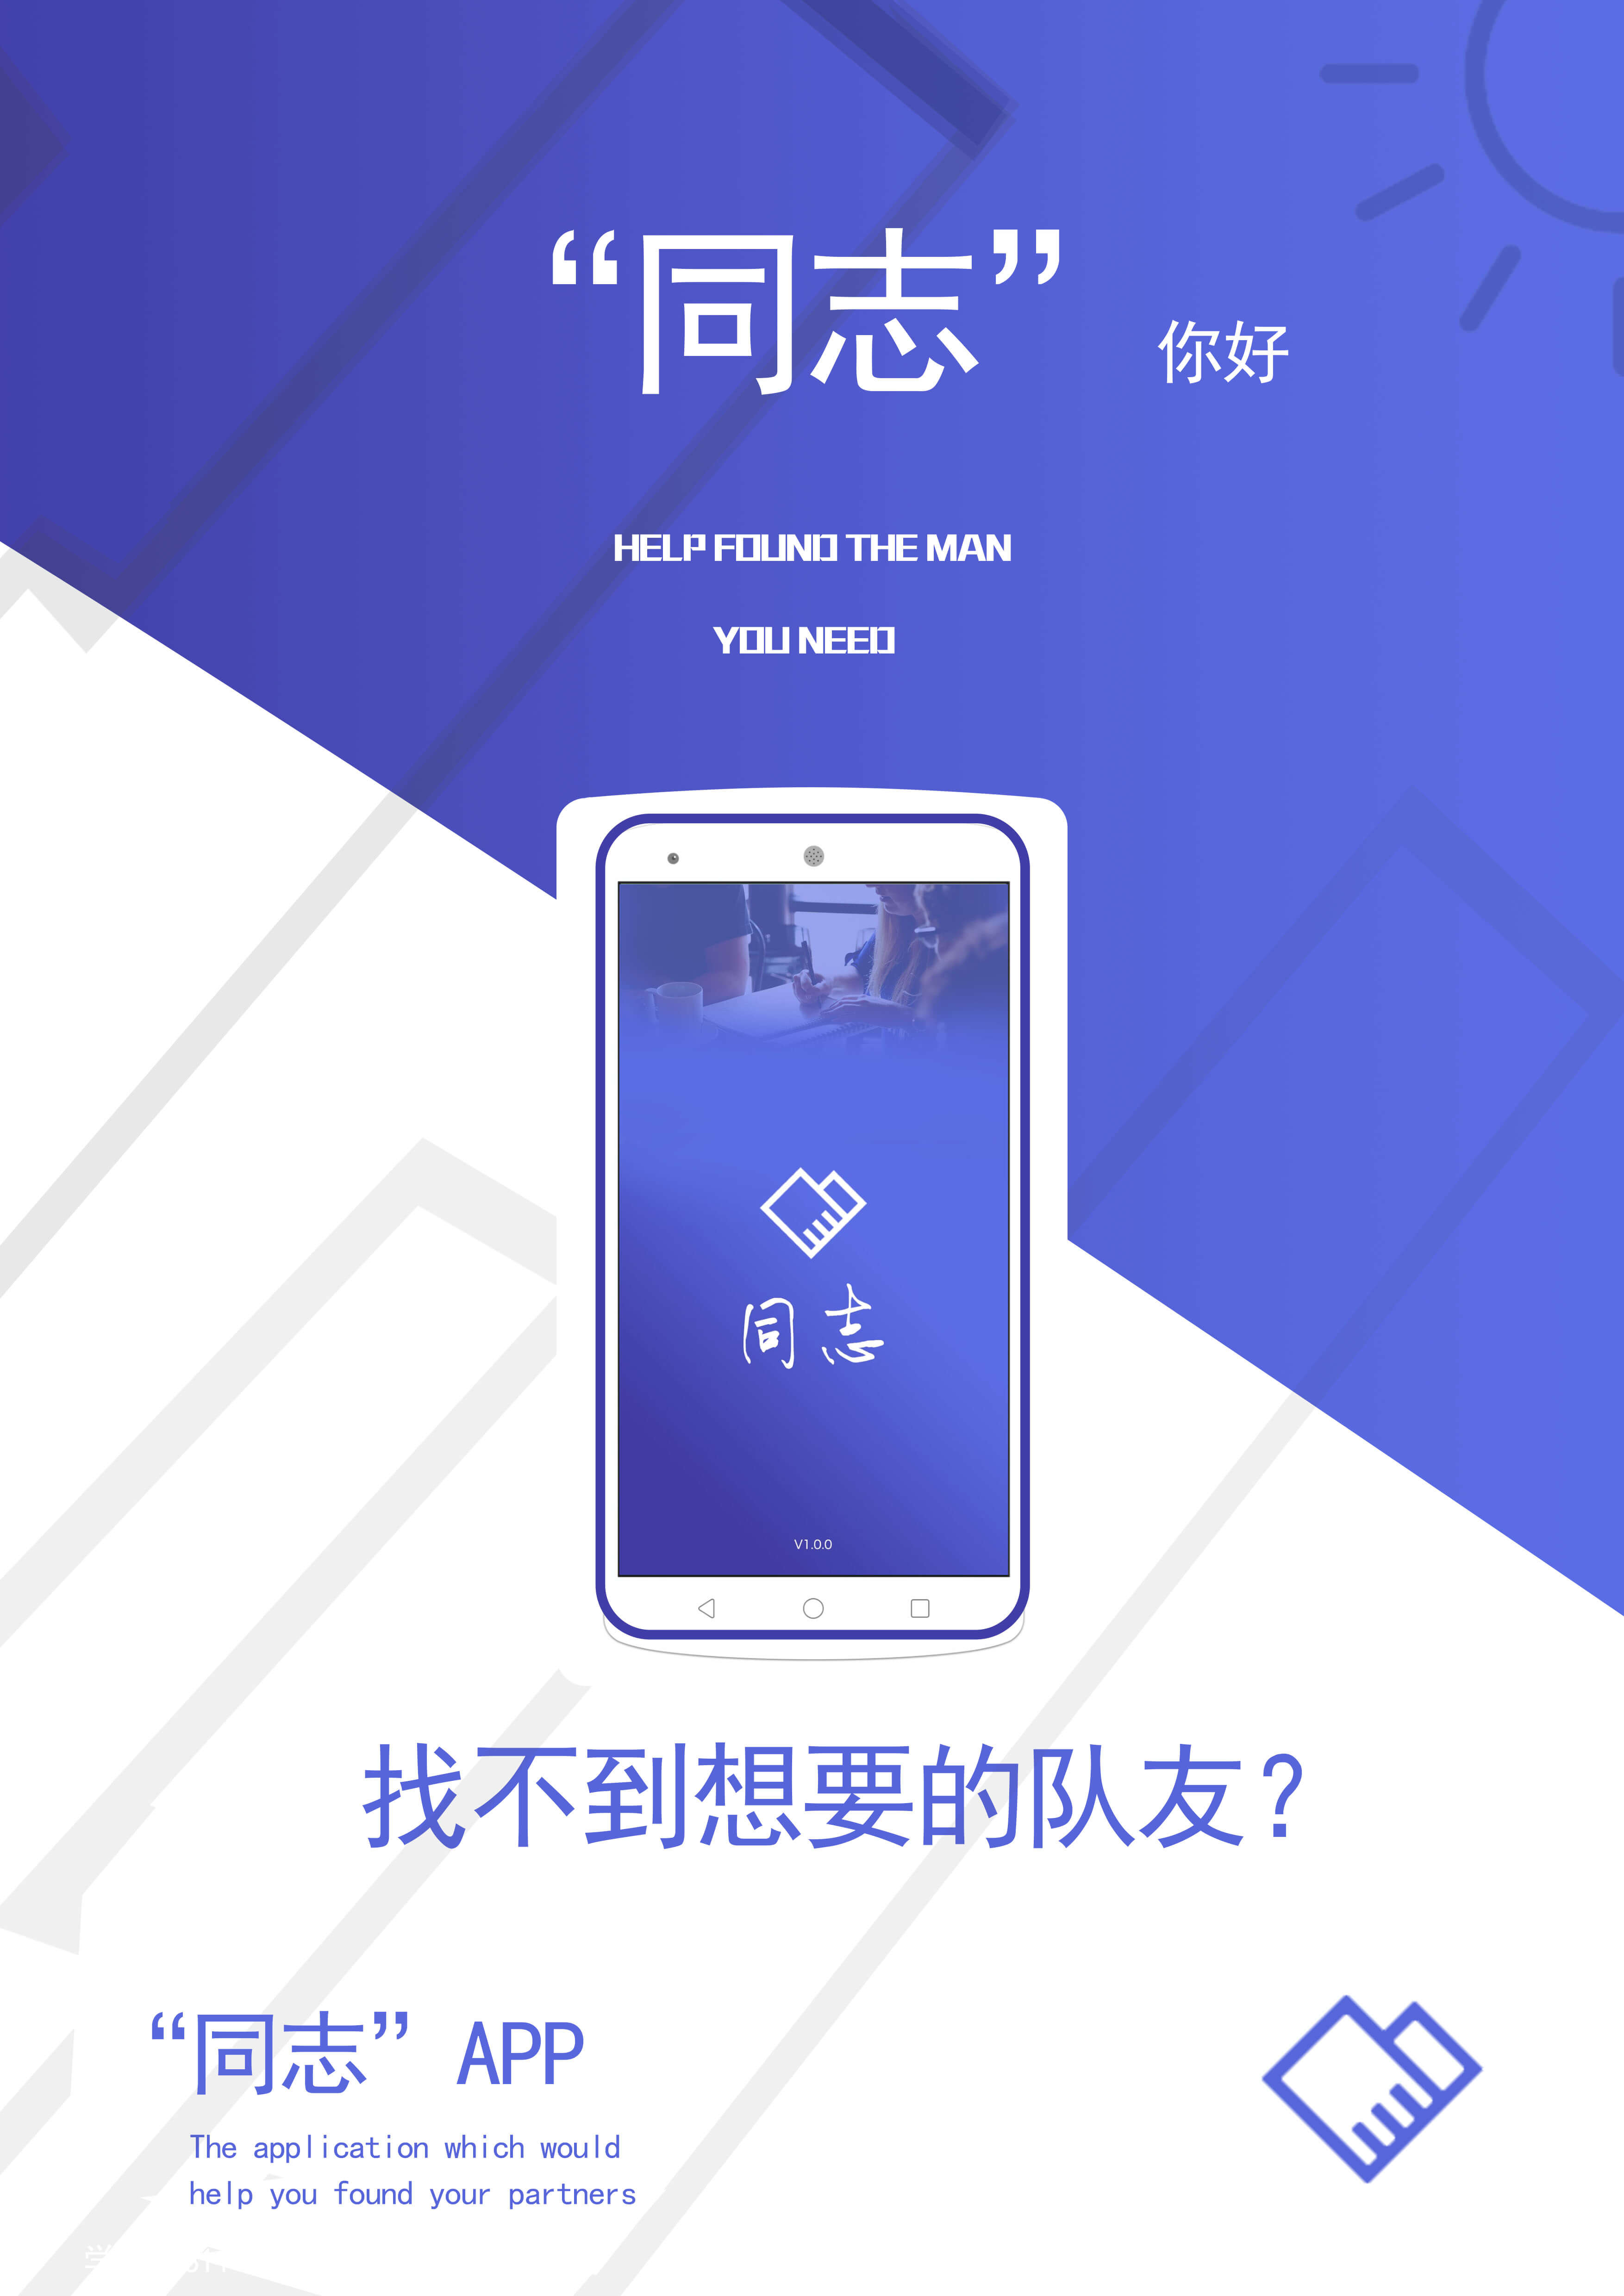 “同志” 你好
HELP FOUND THE MAN
YOU NEED
同志
V1.0.0
找不到想要的队友?
“同志” APP
The application which would
help you found your partners